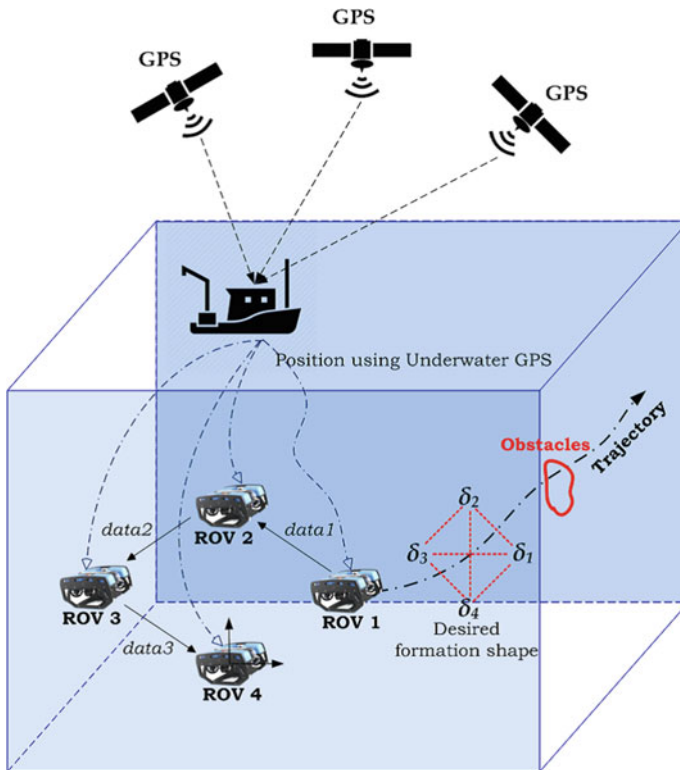 GPS
GPS
GPS
Position using Underwater GPS
Obstacles
Trajectory
δ2
δ3
δ1
δ4
Desired
formation shape
data2
data1
ROV 2
ROV 3
ROV 1
data3
ROV 4